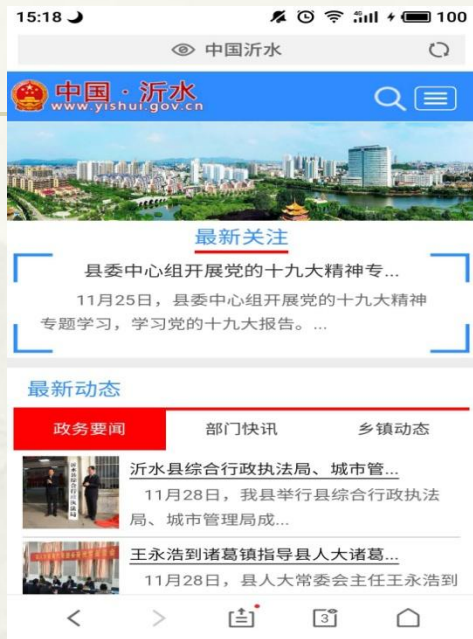 15:18
100
中国沂水
中国·沂水
www.yishui.gov.cn
最新关注
县委中心组开展党的十九大精神专...
11月25日，县委中心组开展党的十九大精神
专题学习，学习党的十九大报告。...
最新动态
政务要闻 部门快讯 乡镇动态
沂水县综合行政执法局、城市管...
11月28日，我县举行县综合行政执法
局、城市管理局成...
王永浩到诸葛镇指导县人大诸葛...
11月28日，县人大常委会主任王永浩到
3